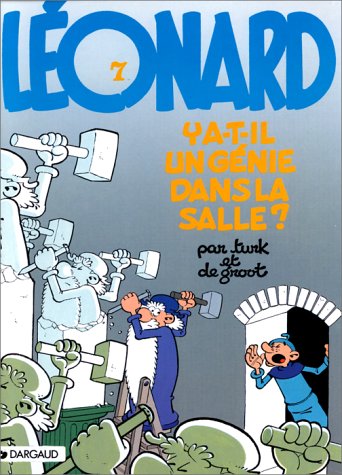 LÉONARD
7
Y A-T-IL
UN GÉNIE
DANS LA
SALLE?
par turk
et
de groot
DARGAUD